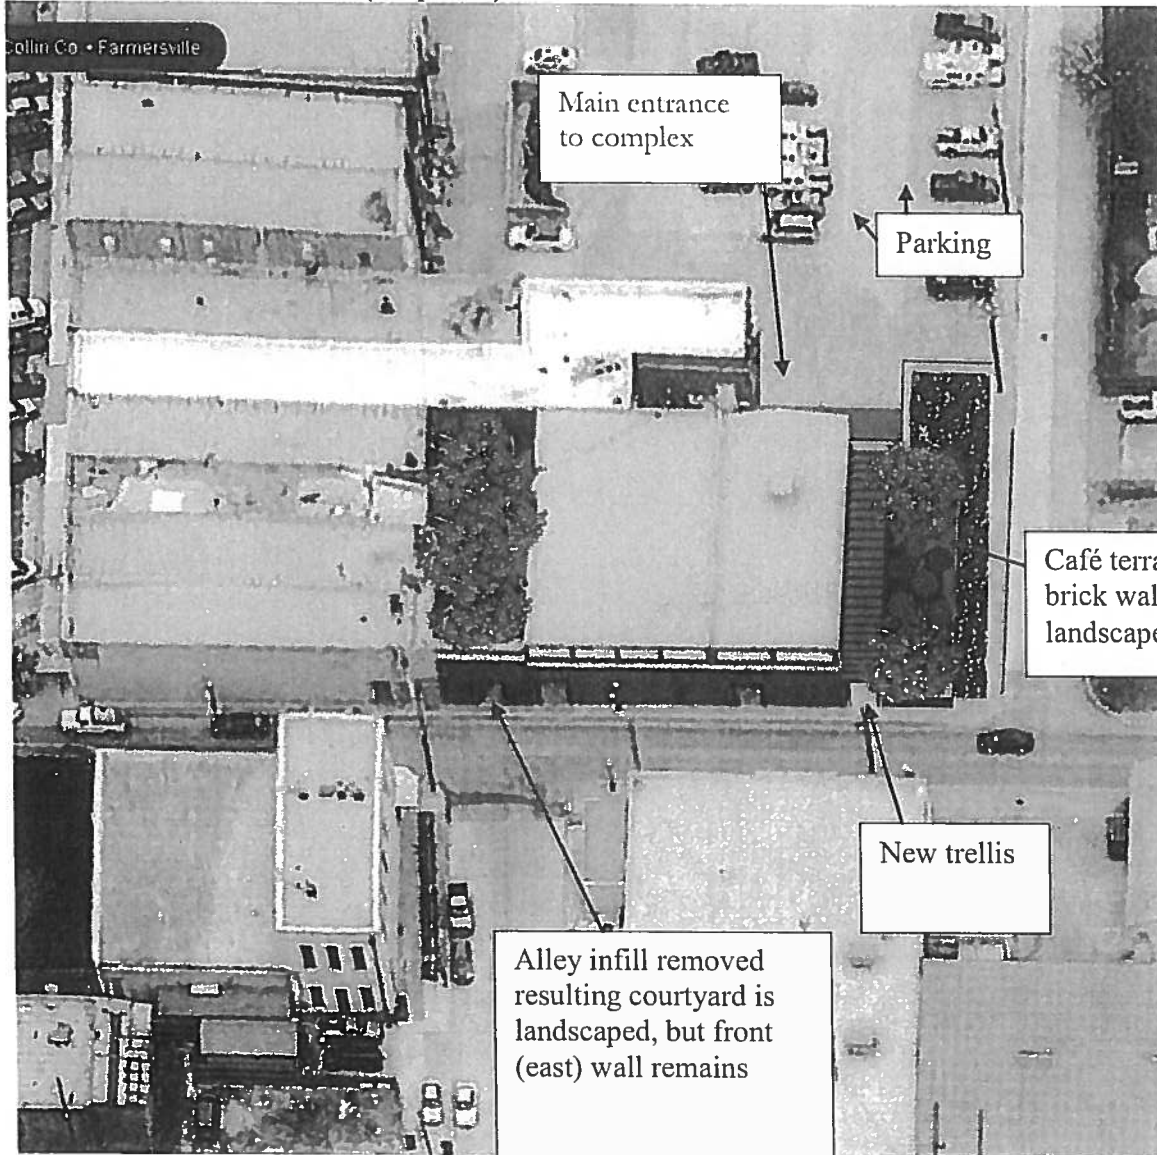 Collin Co • Farmersville
Main entrance
to complex
Parking
Café terra
brick wal
landscape
New trellis
Alley infill removed
resulting courtyard is
landscaped, but front
(east) wall remains